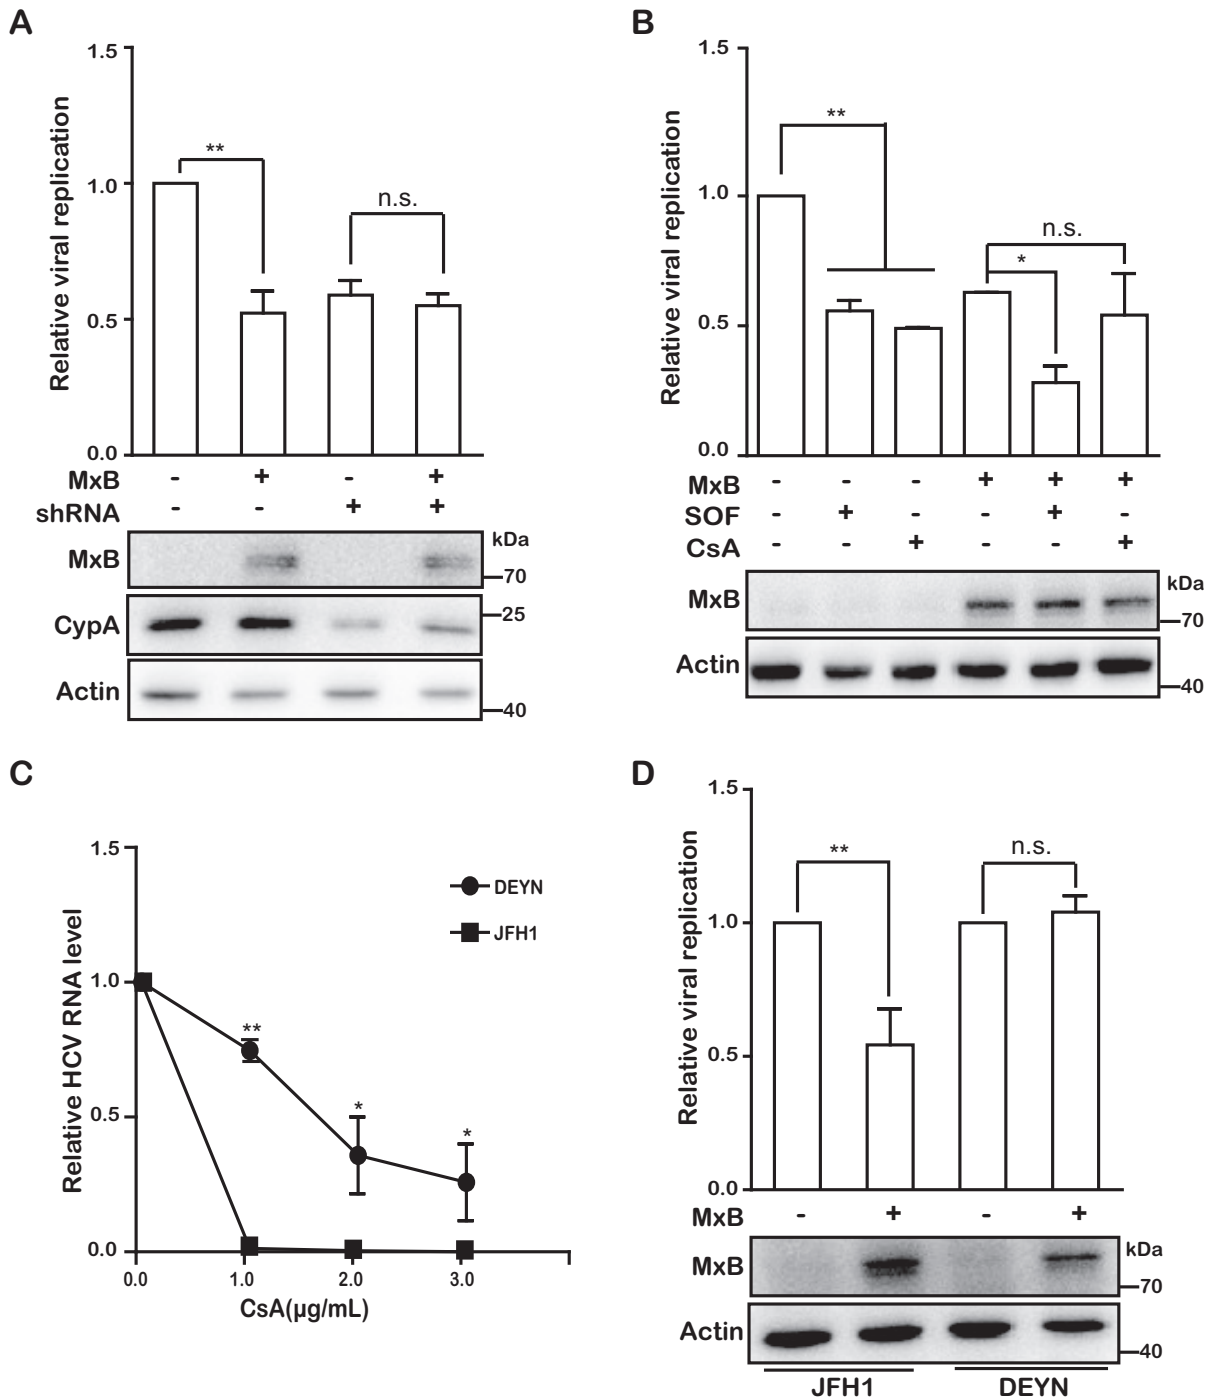 A
1.5
1.0
0.5
0.0
Relative viral replication
**
n.s.
MxB - + - +
shRNA - - + +
MxB
kDa
70
CypA
25
Actin
40
B
1.5
1.0
0.5
0.0
Relative viral replication
**
n.s.
*
MxB - - - + + +
SOF - + - - + -
CsA - - + - - +
MxB
kDa
70
Actin
40
C
1.5
1.0
0.5
0.0
Relative HCV RNA level
DEYN
JFH1
**
*
*
0.0 1.0 2.0 3.0
CsA(µg/mL)
D
1.5
1.0
0.5
0.0
Relative viral replication
**
n.s.
MxB - + - +
MxB
kDa
70
Actin
40
JFH1 DEYN